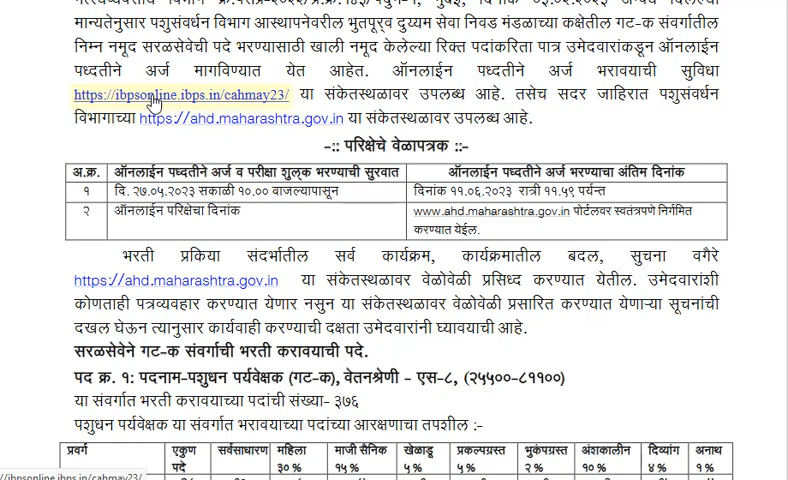 मान्यतेनुसार पशुसंवर्धन विभाग आस्थापनेवरील भुतपूर्व दुय्यम सेवा निवड मंडळाच्या कक्षेतील गट-क संवर्गातील
निम्न नमूद सरळसेवेची पदे भरण्यासाठी खाली नमूद केलेल्या रिक्त पदांकरिता पात्र उमेदवारांकडून ऑनलाईन
पध्दतीने अर्ज मागविण्यात येत आहेत. ऑनलाईन पध्दतीने अर्ज भरावयाची सुविधा
https://ibpsonline.ibps.in/cahmay23/ या संकेतस्थळावर उपलब्ध आहे. तसेच सदर जाहिरात पशुसंवर्धन
विभागाच्या https://ahd.maharashtra.gov.in या संकेतस्थळावर उपलब्ध आहे.
-:: परिक्षेचे वेळापत्रक ::-
अ.क्र. ऑनलाईन पध्दतीने अर्ज व परीक्षा शुल्क भरण्याची सुरवात ऑनलाईन पध्दतीने अर्ज भरण्याचा अंतिम दिनांक
१ दि. २७.०५.२०२३ सकाळी १०.०० वाजल्यापासून दिनांक ११.०६.२०२३ रात्री ११.५९ पर्यन्त
२ ऑनलाईन परिक्षेचा दिनांक www.ahd.maharashtra.gov.in पोर्टलवर स्वतंत्रपणे निर्गमित
करण्यात येईल.
भरती प्रकिया संदर्भातील सर्व कार्यक्रम, कार्यक्रमातील बदल, सुचना वगैरे
https://ahd.maharashtra.gov.in या संकेतस्थळावर वेळोवेळी प्रसिध्द करण्यात येतील. उमेदवारांशी
कोणताही पत्रव्यवहार करण्यात येणार नसुन या संकेतस्थळावर वेळोवेळी प्रसारित करण्यात येणाऱ्या सूचनांची
दखल घेऊन त्यानुसार कार्यवाही करण्याची दक्षता उमेदवारांनी घ्यावयाची आहे.
सरळसेवेने गट-क संवर्गाची भरती करावयाची पदे.
पद क्र. १: पदनाम-पशुधन पर्यवेक्षक (गट-क), वेतनश्रेणी - एस-८, (२५५००-८११००)
या संवर्गात भरती करावयाच्या पदांची संख्या- ३७६
पशुधन पर्यवेक्षक या संवर्गात भरावयाच्या पदांच्या आरक्षणाचा तपशील :-
प्रवर्ग एकुण सर्वसाधारण महिला माजी सैनिक खेळाडू प्रकल्पग्रस्त भुकंपग्रस्त अंशकालीन दिव्यांग अनाथ
पदे ३० % १५ % ५ % ५ % २ % १० % ४ % १ %
//ibpsonline.ibps.in/cahmay23/